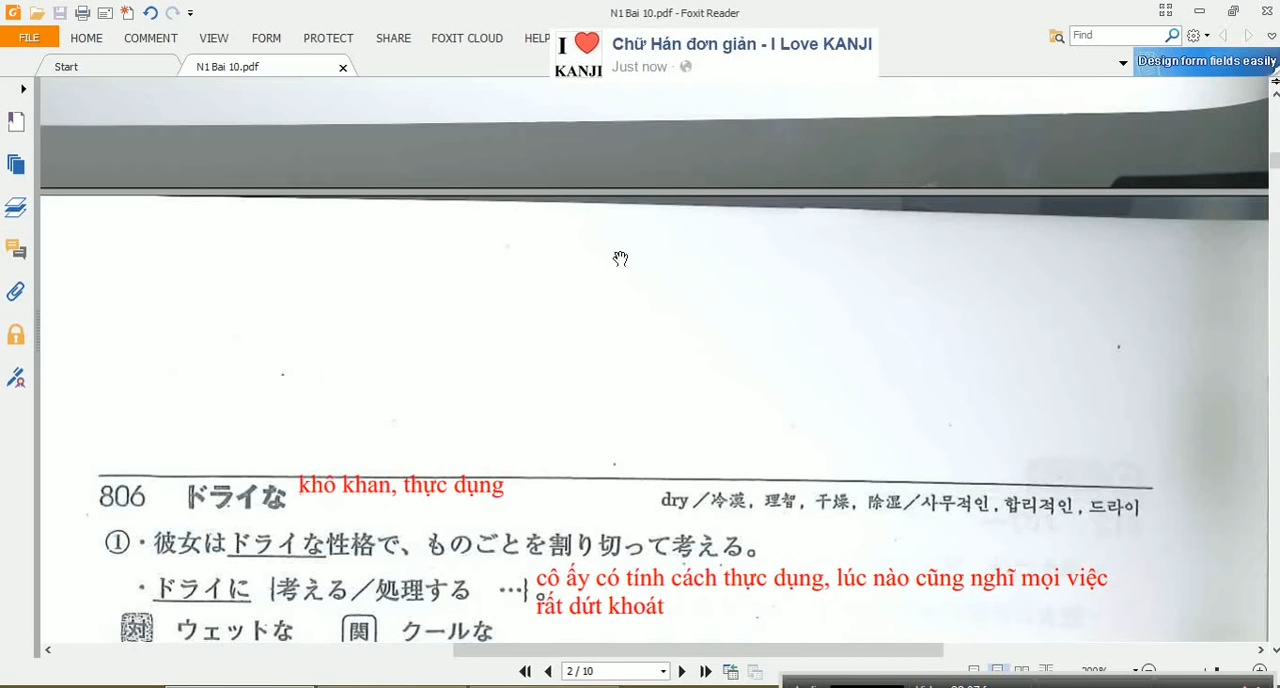 N1 Bai 10.pdf - Foxit Reader
FILE HOME COMMENT VIEW FORM PROTECT SHARE FOXIT CLOUD HELP
I ❤ KANJI
Chữ Hán đơn giản - I Love KANJI
Just now
Find
Start
N1 Bai 10.pdf
Design form fields easily
806 ドライな khô khan, thực dụng
dry／冷漠，理智，干燥，除湿／사무적인, 합리적인, 드라이
①・彼女はドライな性格で、ものごとを割り切って考える。
・ドライに {考える／処理する …}。
cô ấy có tính cách thực dụng, lúc nào cũng nghĩ mọi việc
rất dứt khoát
対 ウェットな 関 クールな
2 / 10
200%